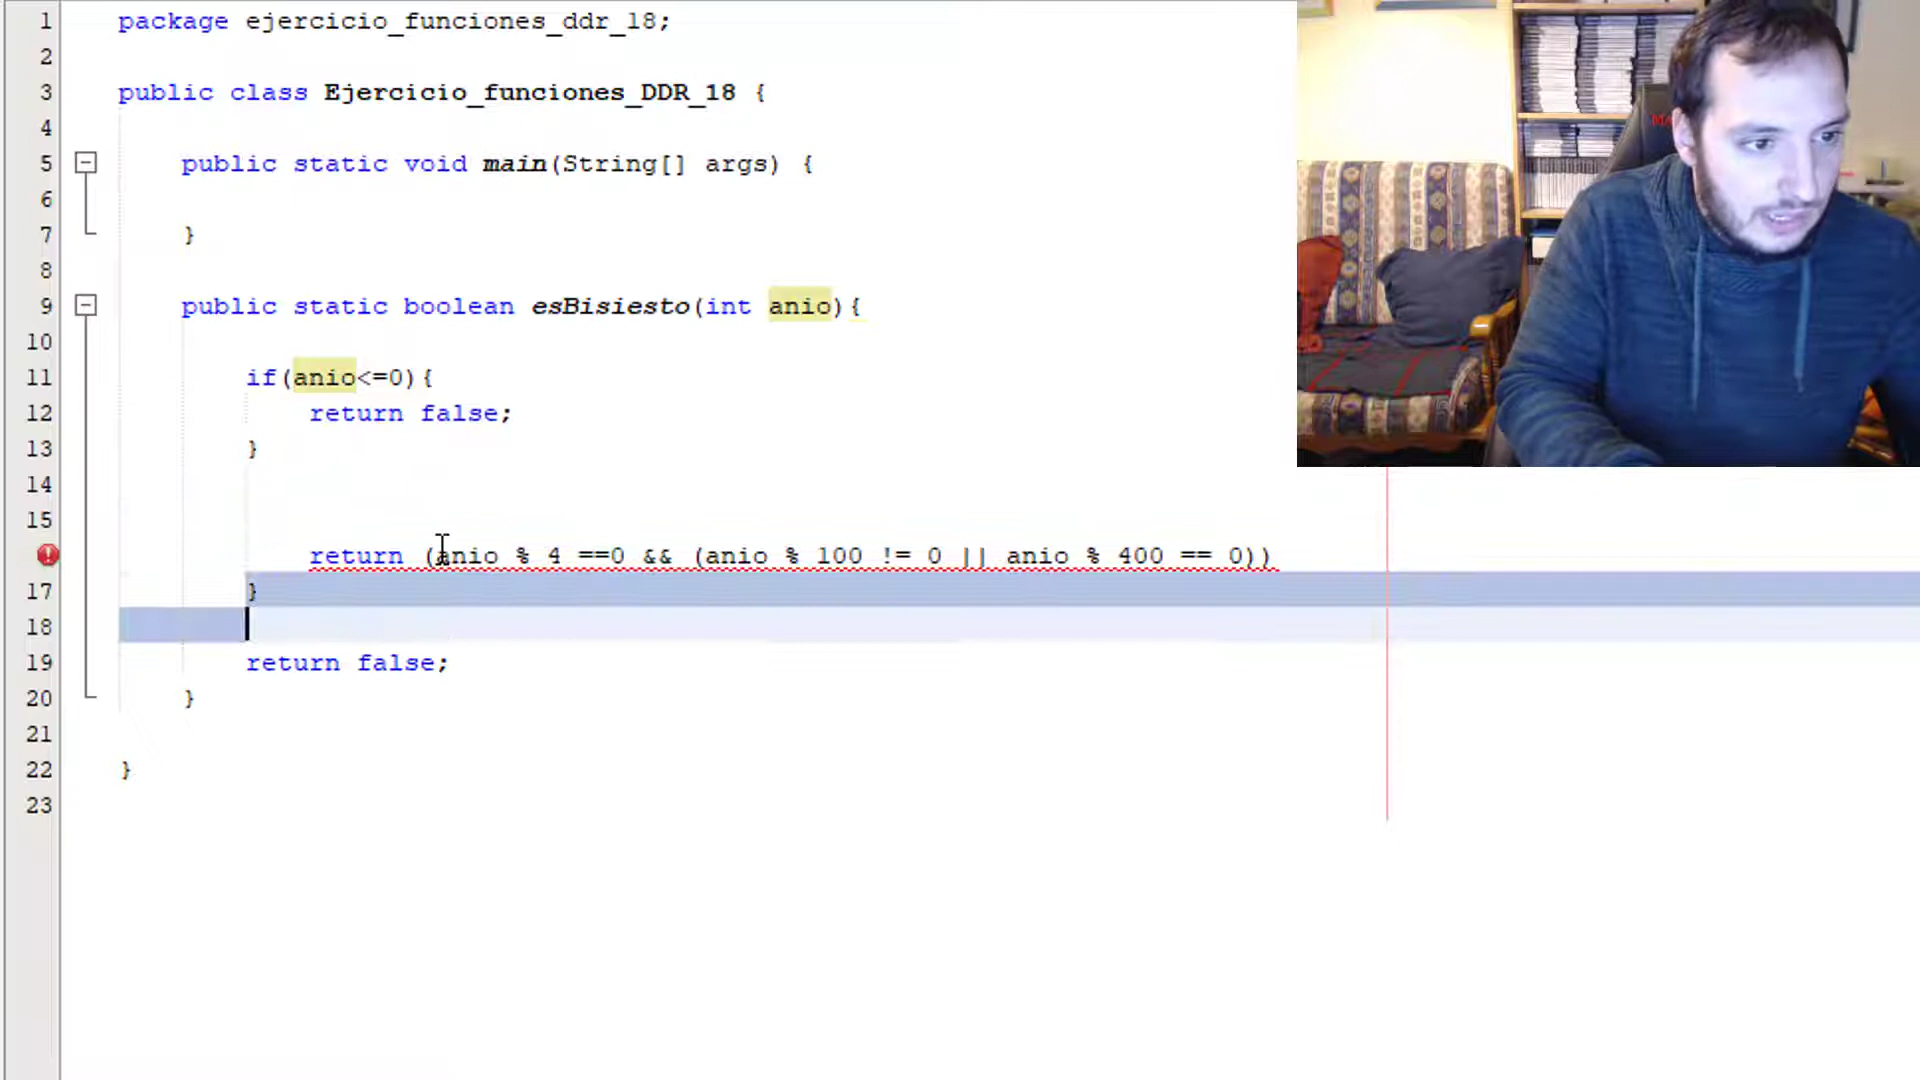 1 package ejercicio_funciones_ddr_18;
2
3 public class Ejercicio_funciones_DDR_18 {
4
5 public static void main(String[] args) {
6
7 }
8
9 public static boolean esBisiesto(int anio){
10
11 if(anio<=0){
12 return false;
13 }
14
15
return (anio % 4 ==0 && (anio % 100 != 0 || anio % 400 == 0))
17 }
18
19 return false;
20 }
21
22 }
23